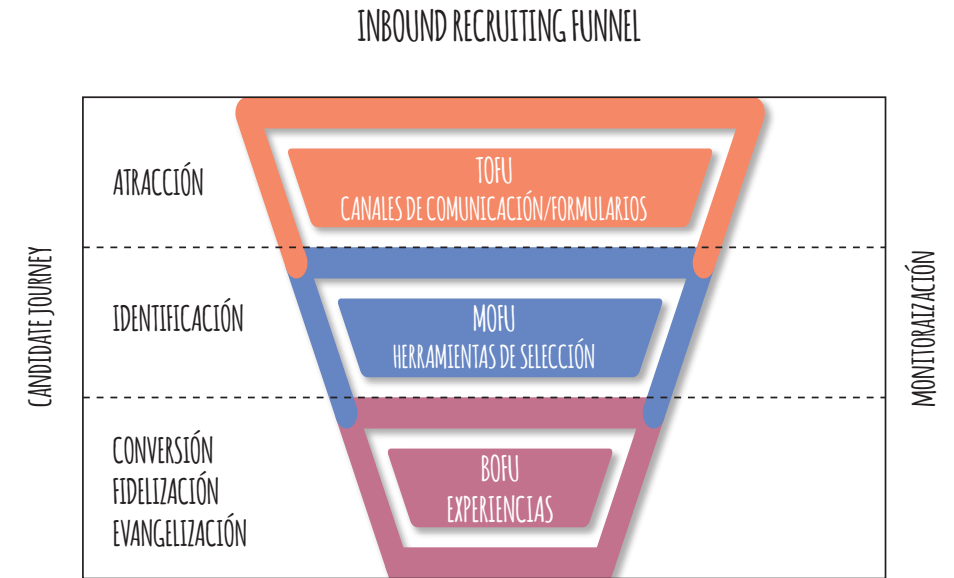 INBOUND RECRUITING FUNNEL
CANDIDATE JOURNEY
ATRACCIÓN
TOFU
CANALES DE COMUNICACIÓN/FORMULARIOS
IDENTIFICACIÓN
MOFU
HERRAMIENTAS DE SELECCIÓN
CONVERSIÓN
FIDELIZACIÓN
EVANGELIZACIÓN
BOFU
EXPERIENCIAS
MONITORAIZACIÓN